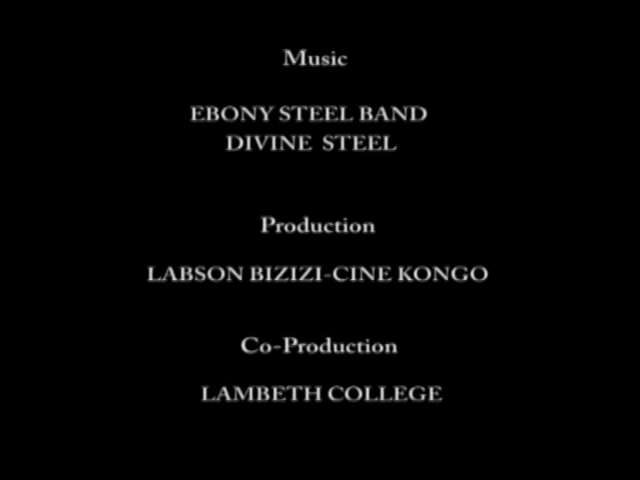 Music
EBONY STEEL BAND
DIVINE STEEL
Production
LABSON BIZIZI-CINE KONGO
Co-Production
LAMBETH COLLEGE